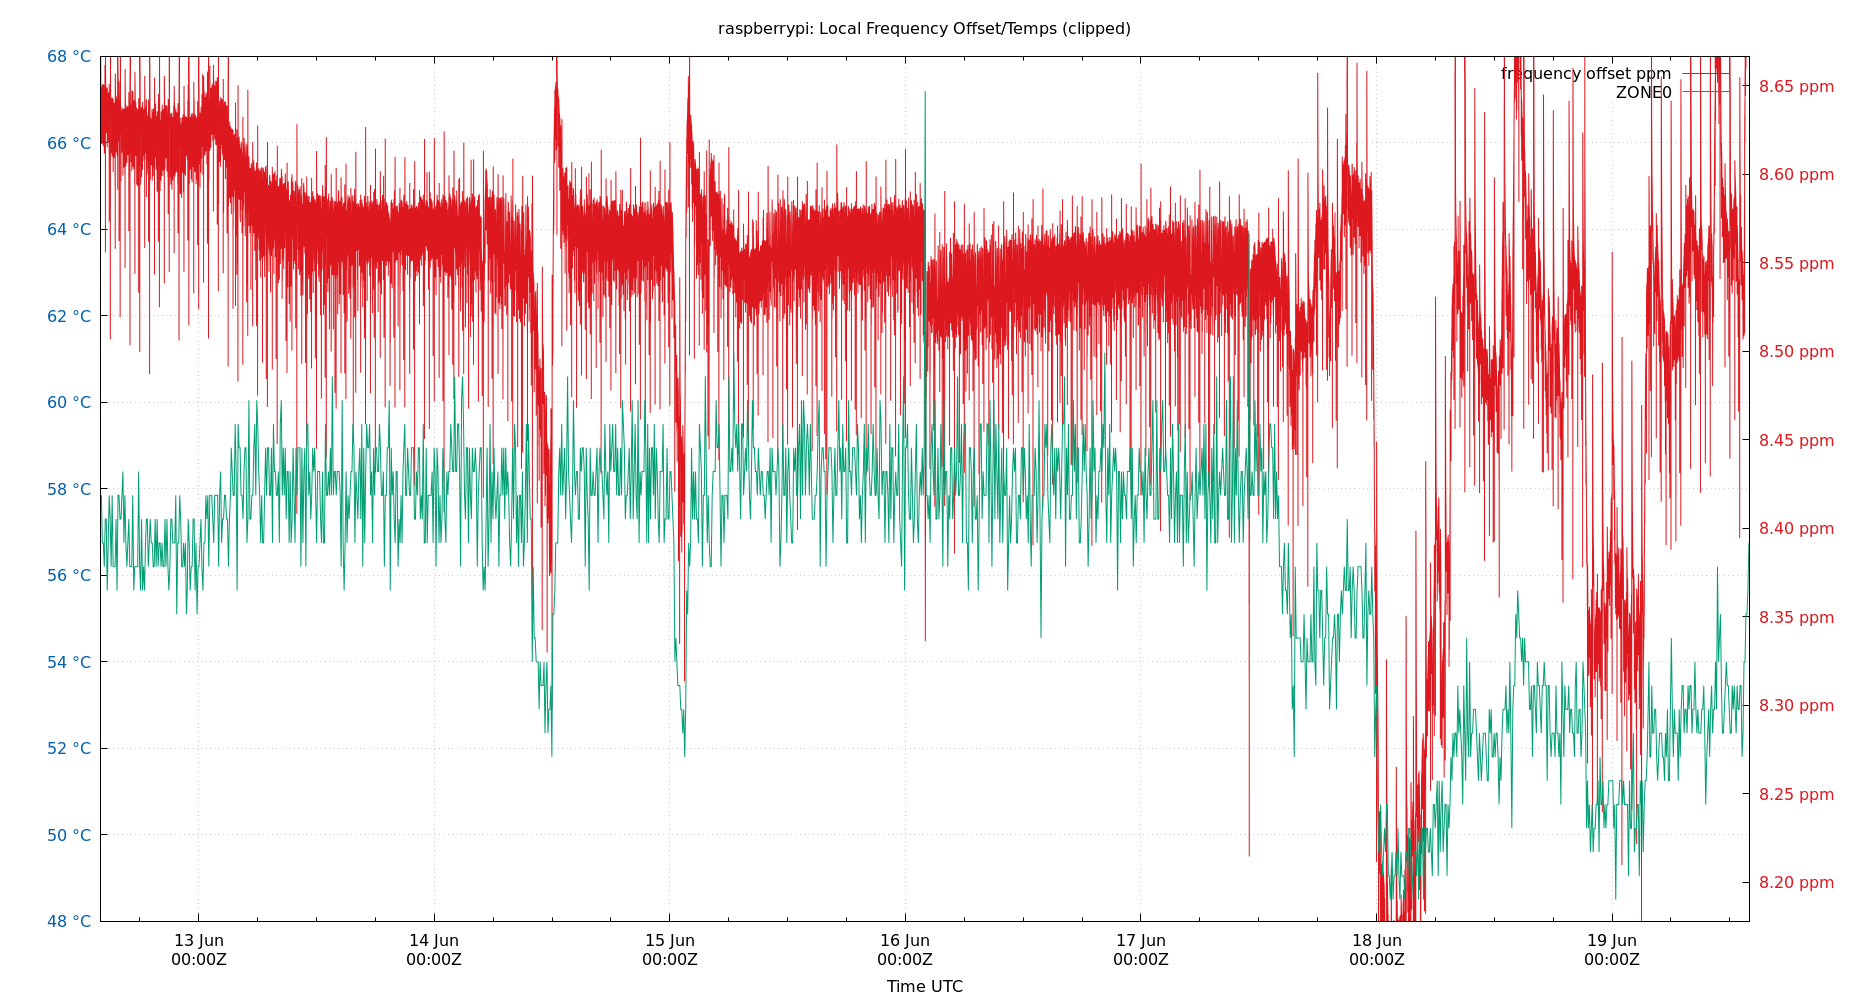 raspberrypi: Local Frequency Offset/Temps (clipped)
frequency offset ppm
ZONE0
68 °C
66 °C
64 °C
62 °C
60 °C
58 °C
56 °C
54 °C
52 °C
50 °C
48 °C
8.65 ppm
8.60 ppm
8.55 ppm
8.50 ppm
8.45 ppm
8.40 ppm
8.35 ppm
8.30 ppm
8.25 ppm
8.20 ppm
13 Jun 14 Jun 15 Jun 16 Jun 17 Jun 18 Jun 19 Jun
00:00Z 00:00Z 00:00Z 00:00Z 00:00Z 00:00Z 00:00Z
Time UTC